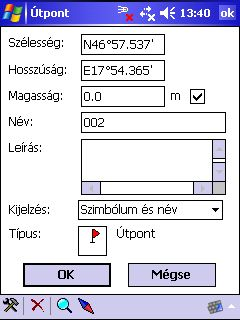 Útpont 13:40 ok
Szélesség: N46°57.537'
Hosszúság: E17°54.365'
Magasság: 0.0 m
Név: 002
Leírás:
Kijelzés: Szimbólum és név
Típus: Útpont
OK Mégse